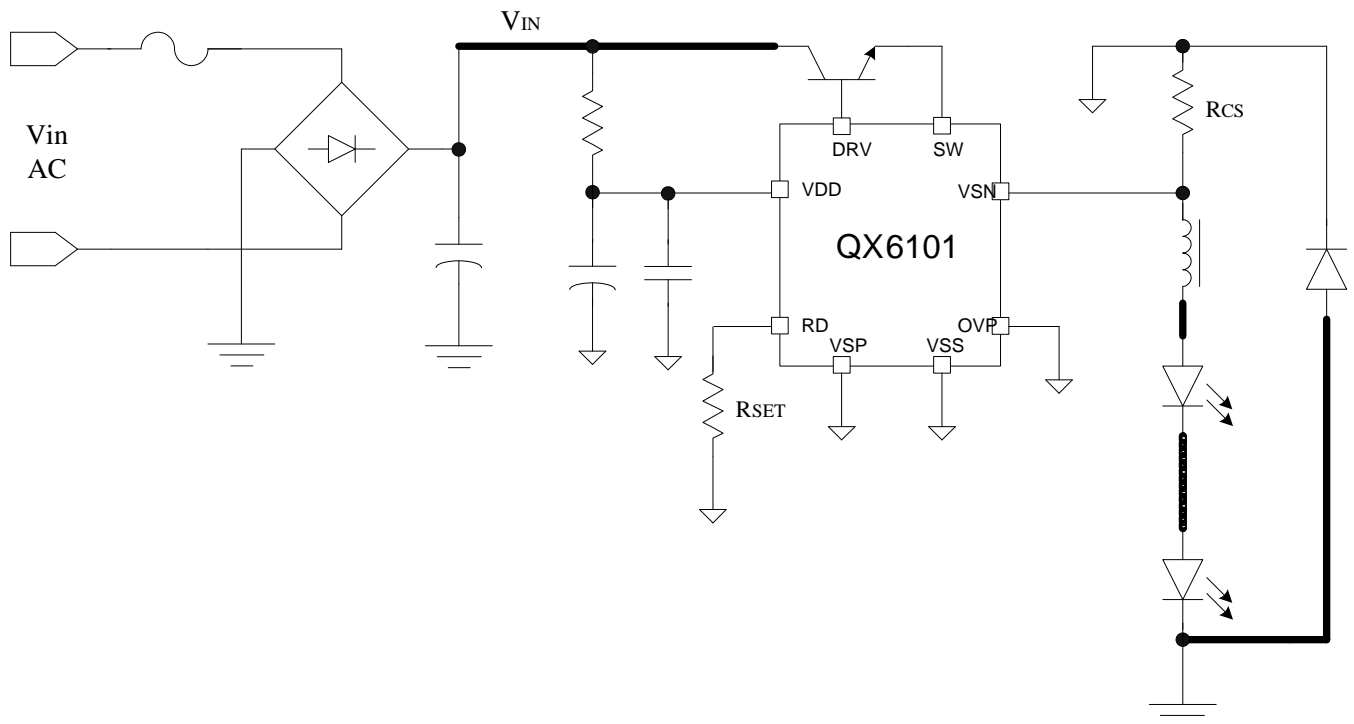 VIN
Vin
AC
DRV
SW
RCS
VDD
VSN
QX6101
RD
OVP
VSP
VSS
RSET